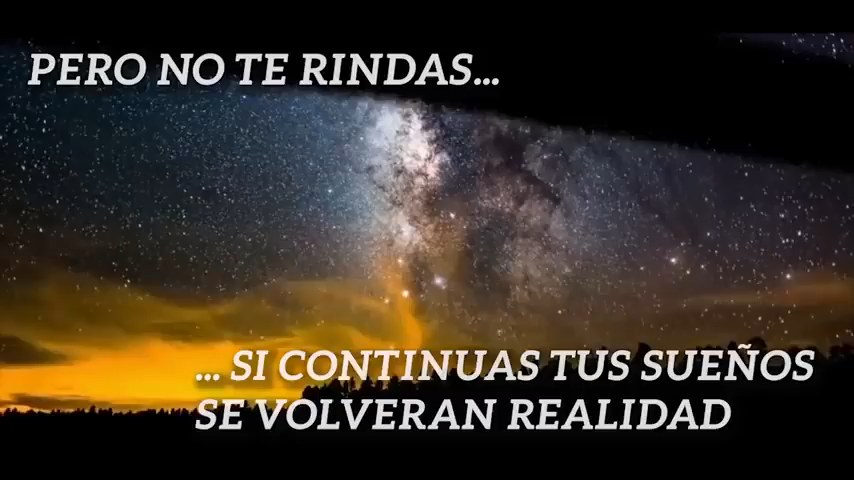 PERO NO TE RINDAS...
... SI CONTINUAS TUS SUEÑOS
SE VOLVERAN REALIDAD